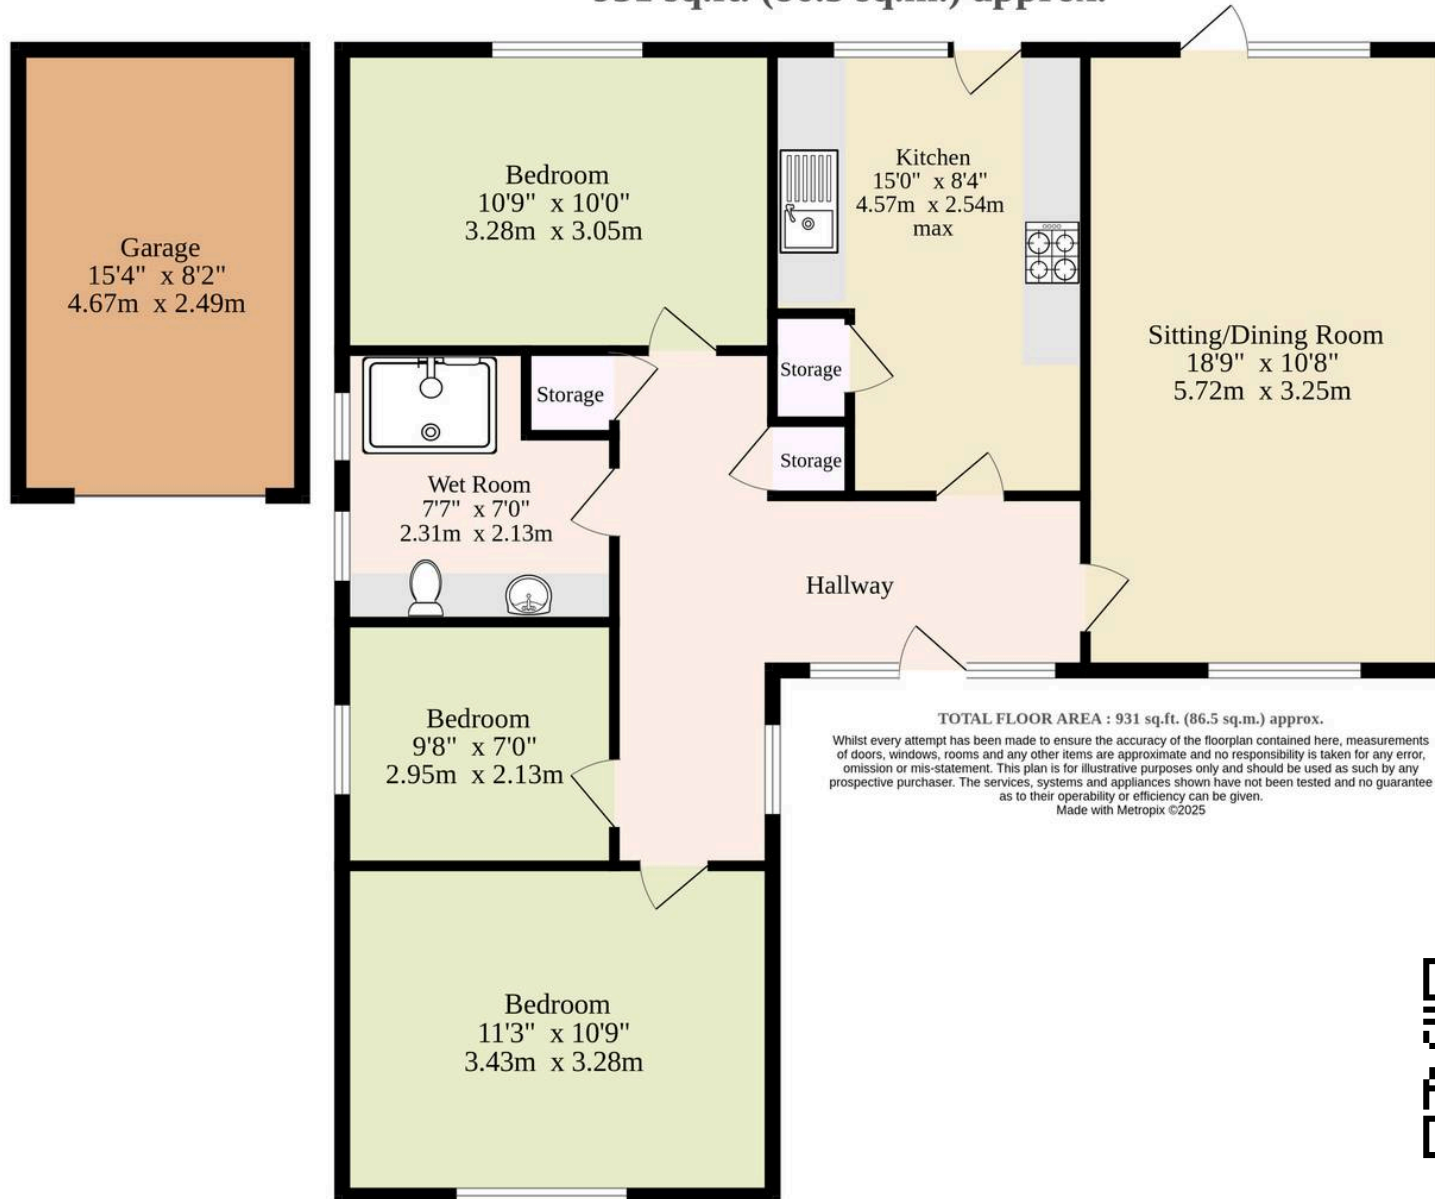 931 sq.ft. (86.5 sq.m.) approx.
Garage
15'4" x 8'2"
4.67m x 2.49m
Bedroom
10'9" x 10'0"
3.28m x 3.05m
Kitchen
15'0" x 8'4"
4.57m x 2.54m
max
Sitting/Dining Room
18'9" x 10'8"
5.72m x 3.25m
Storage
Storage
Storage
Wet Room
7'7" x 7'0"
2.31m x 2.13m
Hallway
Bedroom
9'8" x 7'0"
2.95m x 2.13m
Bedroom
11'3" x 10'9"
3.43m x 3.28m
TOTAL FLOOR AREA : 931 sq.ft. (86.5 sq.m.) approx.
Whilst every attempt has been made to ensure the accuracy of the floorplan contained here, measurements
of doors, windows, rooms and any other items are approximate and no responsibility is taken for any error,
omission or mis-statement. This plan is for illustrative purposes only and should be used as such by any
prospective purchaser. The services, systems and appliances shown have not been tested and no guarantee
as to their operability or efficiency can be given.
Made with Metropix ©2025